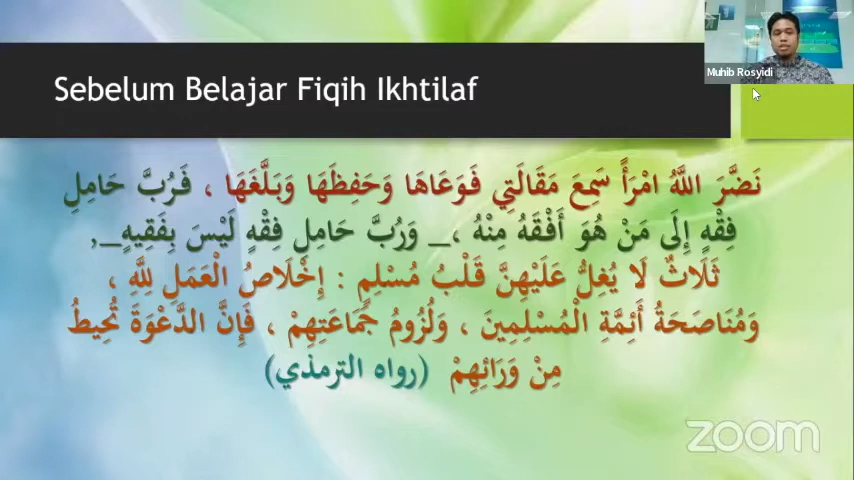 Muhib Rosyidi
Sebelum Belajar Fiqih Ikhtilaf
نَضَّرَ اللَّهُ امْرَأً سَمِعَ مَقَالَتِي فَوَعَاهَا وَحَفِظَهَا وَبَلَّغَهَا ، فَرُبَّ حَامِلِ
فِقْهٍ إِلَى مَنْ هُوَ أَفْقَهُ مِنْهُ ،_ وَرُبَّ حَامِلِ فِقْهٍ لَيْسَ بِفَقِيهٍ_,
ثَلَاثٌ لَا يُغِلُّ عَلَيْهِنَّ قَلْبُ مُسْلِمٍ : إِخْلَاصُ الْعَمَلِ لِلَّهِ ،
وَمُنَاصَحَةُ أَئِمَّةِ الْمُسْلِمِينَ ، وَلُزُومُ جَمَاعَتِهِمْ ، فَإِنَّ الدَّعْوَةَ تُحِيطُ
مِنْ وَرَائِهِمْ (رواه الترمذي)
zoom